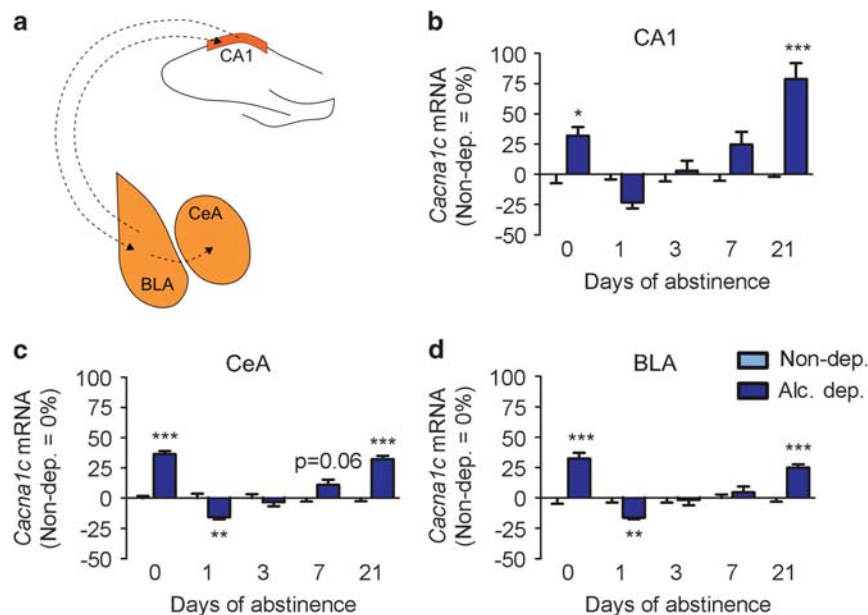 a
CA1
CeA
BLA
b
CA1
Cacna1c mRNA
(Non-dep. = 0%)
100
75
50
25
0
-25
-50
*
***
0 1 3 7 21
Days of abstinence
c
CeA
Cacna1c mRNA
(Non-dep. = 0%)
100
75
50
25
0
-25
-50
***
**
p=0.06
***
0 1 3 7 21
Days of abstinence
d
BLA
Non-dep.
Alc. dep.
Cacna1c mRNA
(Non-dep. = 0%)
100
75
50
25
0
-25
-50
***
**
***
0 1 3 7 21
Days of abstinence